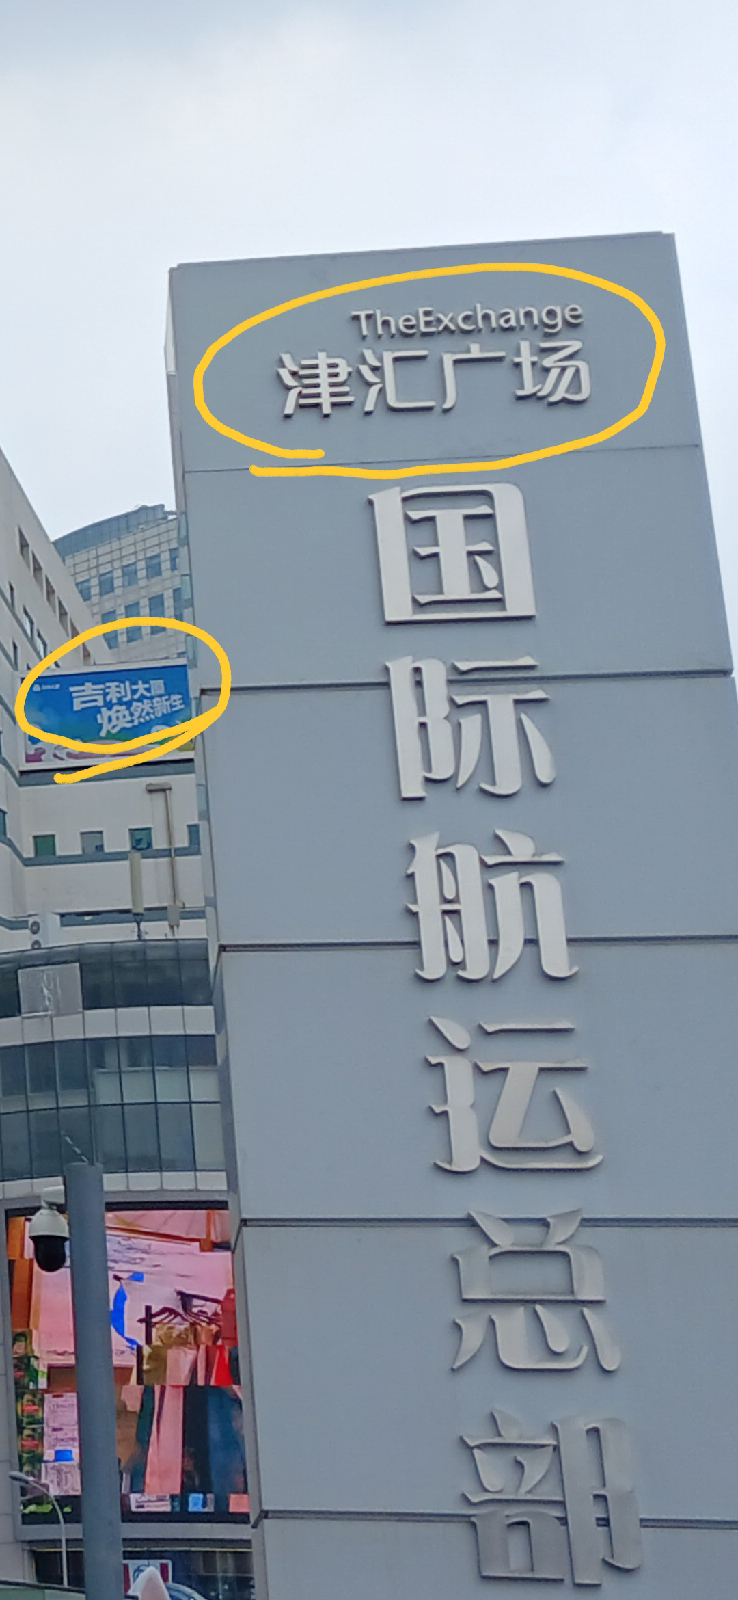 TheExchange
津汇广场
国际航运总部
吉利大厦
焕然新生